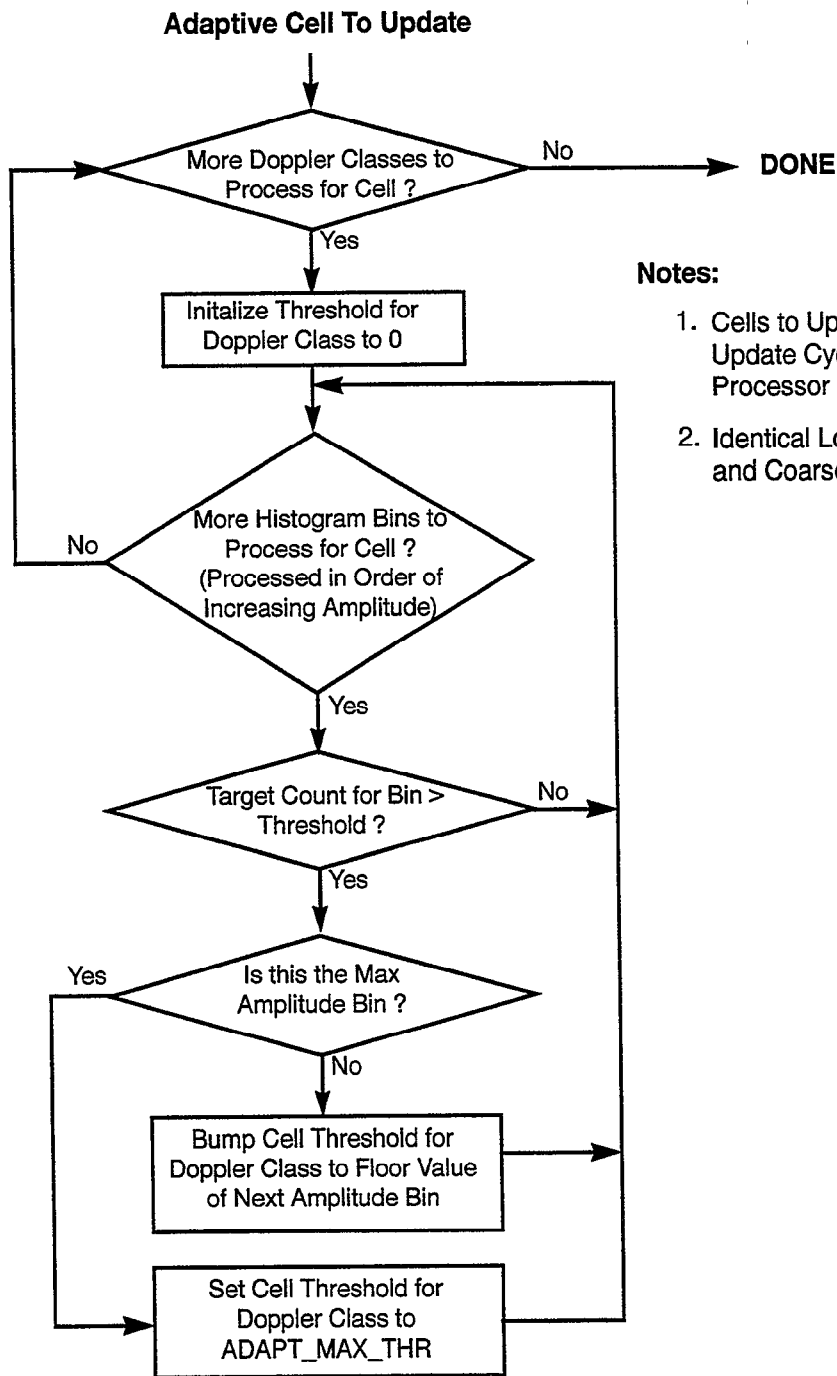 Adaptive Cell To Update
More Doppler Classes to
Process for Cell ?
No
DONE
Yes
Initalize Threshold for
Doppler Class to 0
Notes:
1. Cells to Up
Update Cy
Processor
2. Identical Lo
and Coars
More Histogram Bins to
Process for Cell ?
(Processed in Order of
Increasing Amplitude)
No
Yes
Target Count for Bin >
Threshold ?
No
Yes
Is this the Max
Amplitude Bin ?
Yes
No
Bump Cell Threshold for
Doppler Class to Floor Value
of Next Amplitude Bin
Set Cell Threshold for
Doppler Class to
ADAPT_MAX_THR